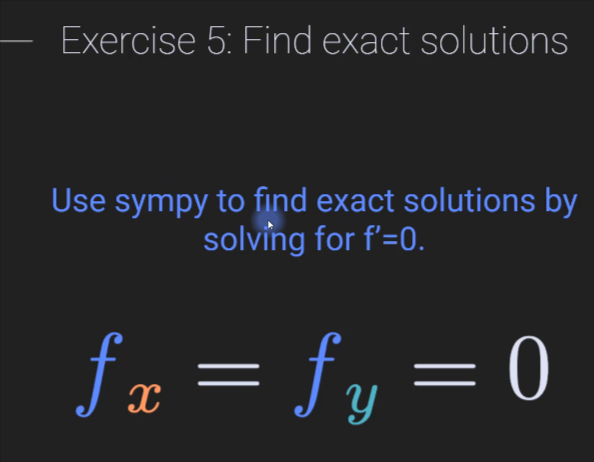 Exercise 5: Find exact solutions
Use sympy to find exact solutions by
solving for f’=0.
f_x = f_y = 0